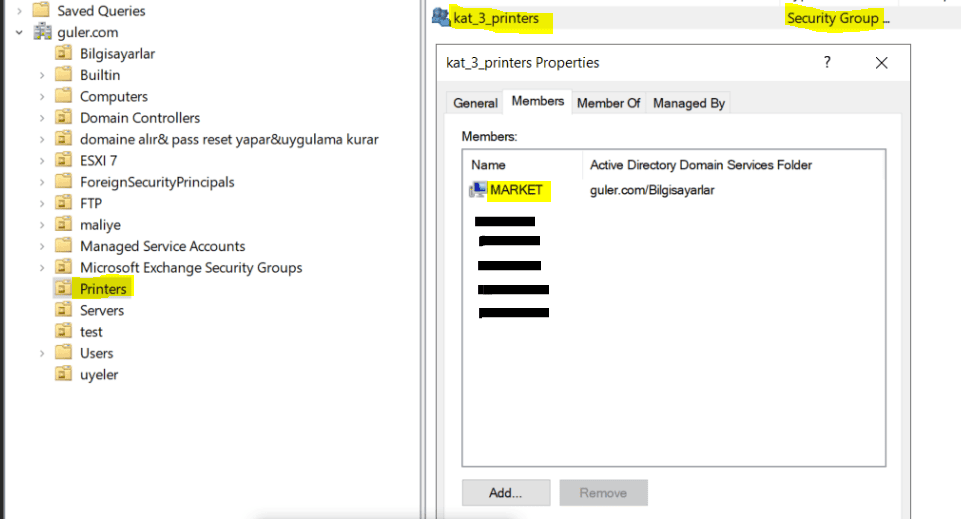 Saved Queries
guler.com
Bilgisayarlar
Builtin
Computers
Domain Controllers
domaine alır& pass reset yapar&uygulama kurar
ESXI 7
ForeignSecurityPrincipals
FTP
maliye
Managed Service Accounts
Microsoft Exchange Security Groups
Printers
Servers
test
Users
uyeler
kat_3_printers Security Group ...
kat_3_printers Properties ?
General Members Member Of Managed By
Members:
Name Active Directory Domain Services Folder
MARKET guler.com/Bilgisayarlar
Add... Remove